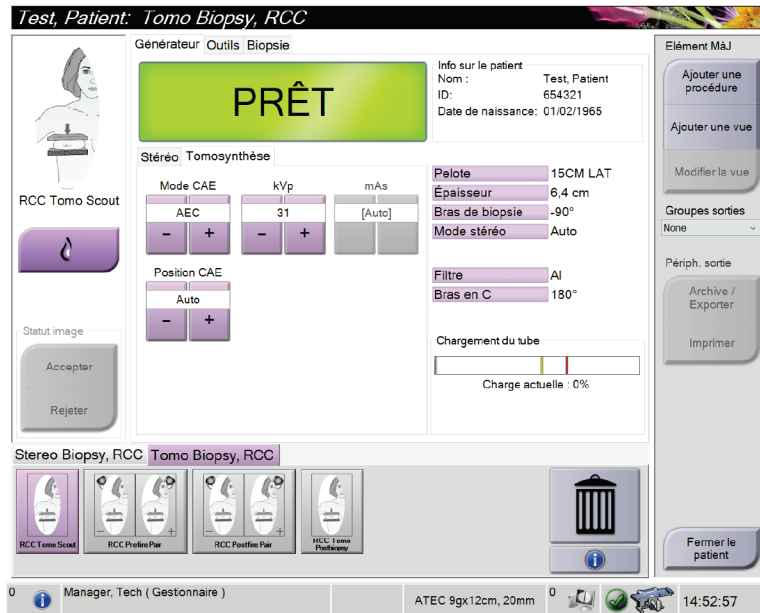 Test, Patient: Tomo Biopsy, RCC
Générateur Outils Biopsie
PRÊT
Info sur le patient
Nom : Test, Patient
ID: 654321
Date de naissance: 01/02/1965
Elément MàJ
Ajouter une
procédure
Ajouter une vue
Modifier la vue
Groupes sorties
None
Périph. sortie
Archive /
Exporter
Imprimer
RCC Tomo Scout
Stéréo Tomosynthèse
Mode CAE kVp mAs
AEC 31 [Auto]
- + - +
Position CAE
Auto
- +
Pelote 15CM LAT
Épaisseur 6,4 cm
Bras de biopsie -90°
Mode stéréo Auto
Filtre Al
Bras en C 180°
Chargement du tube
Charge actuelle : 0%
Statut image
Accepter
Rejeter
Stereo Biopsy, RCC Tomo Biopsy, RCC
RCC Tomo Scout
- +
RCC Prefire Pair
- +
RCC Postfire Pair
RCC Tomo
Postbiopsy
Fermer le
patient
0 Manager, Tech ( Gestionnaire ) ATEC 9gx12cm, 20mm 0 14:52:57